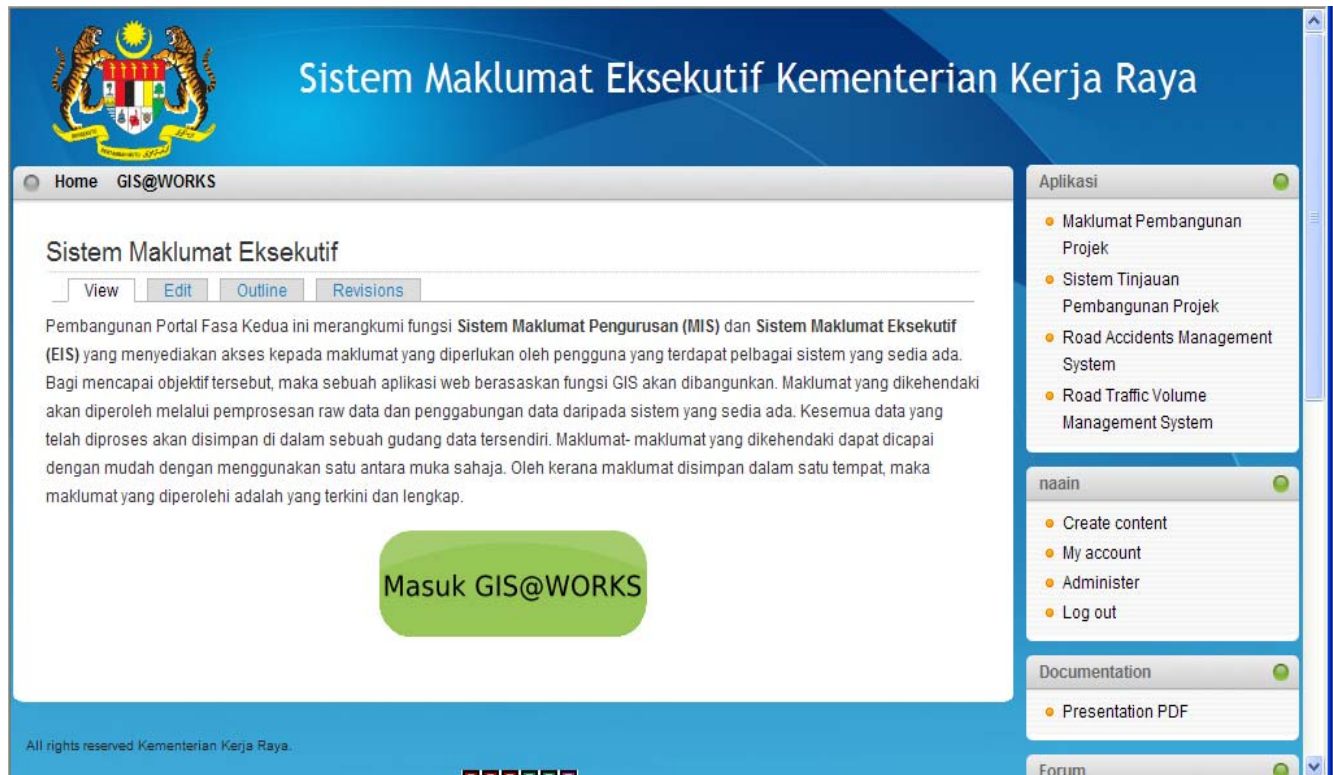 Sistem Maklumat Eksekutif Kementerian Kerja Raya
Home GIS@WORKS
Sistem Maklumat Eksekutif
View Edit Outline Revisions
Pembangunan Portal Fasa Kedua ini merangkumi fungsi Sistem Maklumat Pengurusan (MIS) dan Sistem Maklumat Eksekutif
(EIS) yang menyediakan akses kepada maklumat yang diperlukan oleh pengguna yang terdapat pelbagai sistem yang sedia ada.
Bagi mencapai objektif tersebut, maka sebuah aplikasi web berasaskan fungsi GIS akan dibangunkan. Maklumat yang dikehendaki
akan diperoleh melalui pemprosesan raw data dan penggabungan data daripada sistem yang sedia ada. Kesemua data yang
telah diproses akan disimpan di dalam sebuah gudang data tersendiri. Maklumat- maklumat yang dikehendaki dapat dicapai
dengan mudah dengan menggunakan satu antara muka sahaja. Oleh kerana maklumat disimpan dalam satu tempat, maka
maklumat yang diperolehi adalah yang terkini dan lengkap.
Masuk GIS@WORKS
All rights reserved Kementerian Kerja Raya.
Aplikasi
Maklumat Pembangunan
Projek
Sistem Tinjauan
Pembangunan Projek
Road Accidents Management
System
Road Traffic Volume
Management System
naain
Create content
My account
Administer
Log out
Documentation
Presentation PDF
Forum